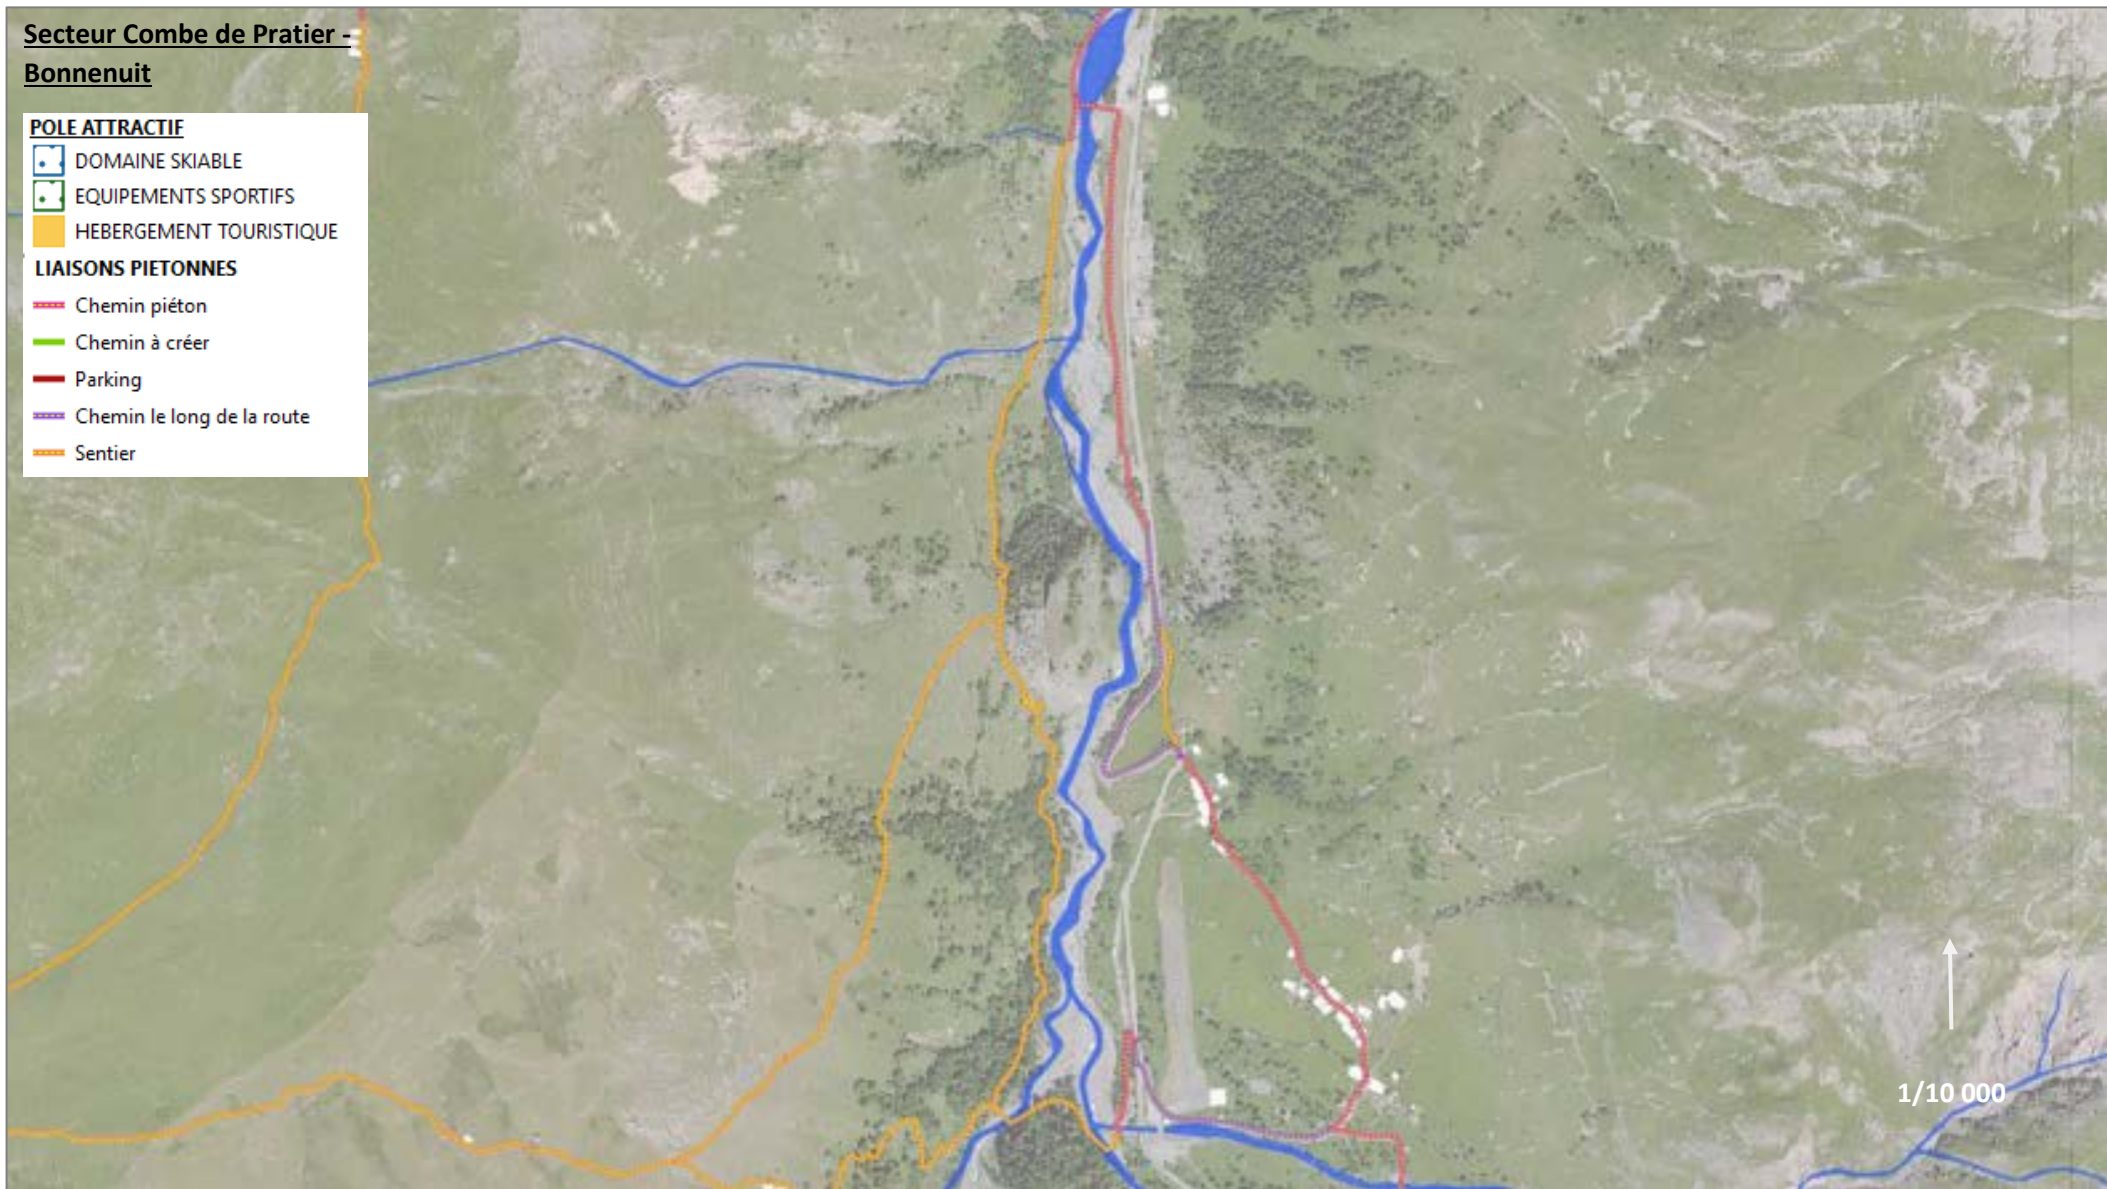 Secteur Combe de Pratier -
Bonnenuit
POLE ATTRACTIF
DOMAINE SKIABLE
EQUIPEMENTS SPORTIFS
HEBERGEMENT TOURISTIQUE
LIAISONS PIETONNES
Chemin piéton
Chemin à créer
Parking
Chemin le long de la route
Sentier
1/10 000